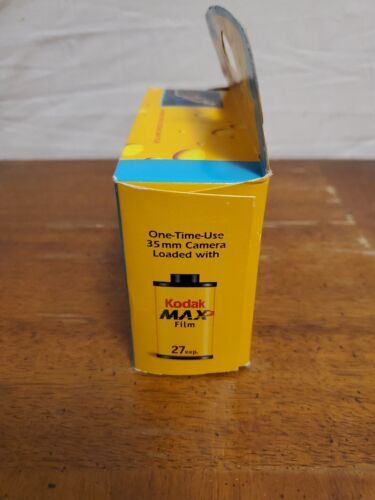 One-Time-Use
35mm Camera
Loaded with
Kodak
MAX
Film
27 exp.